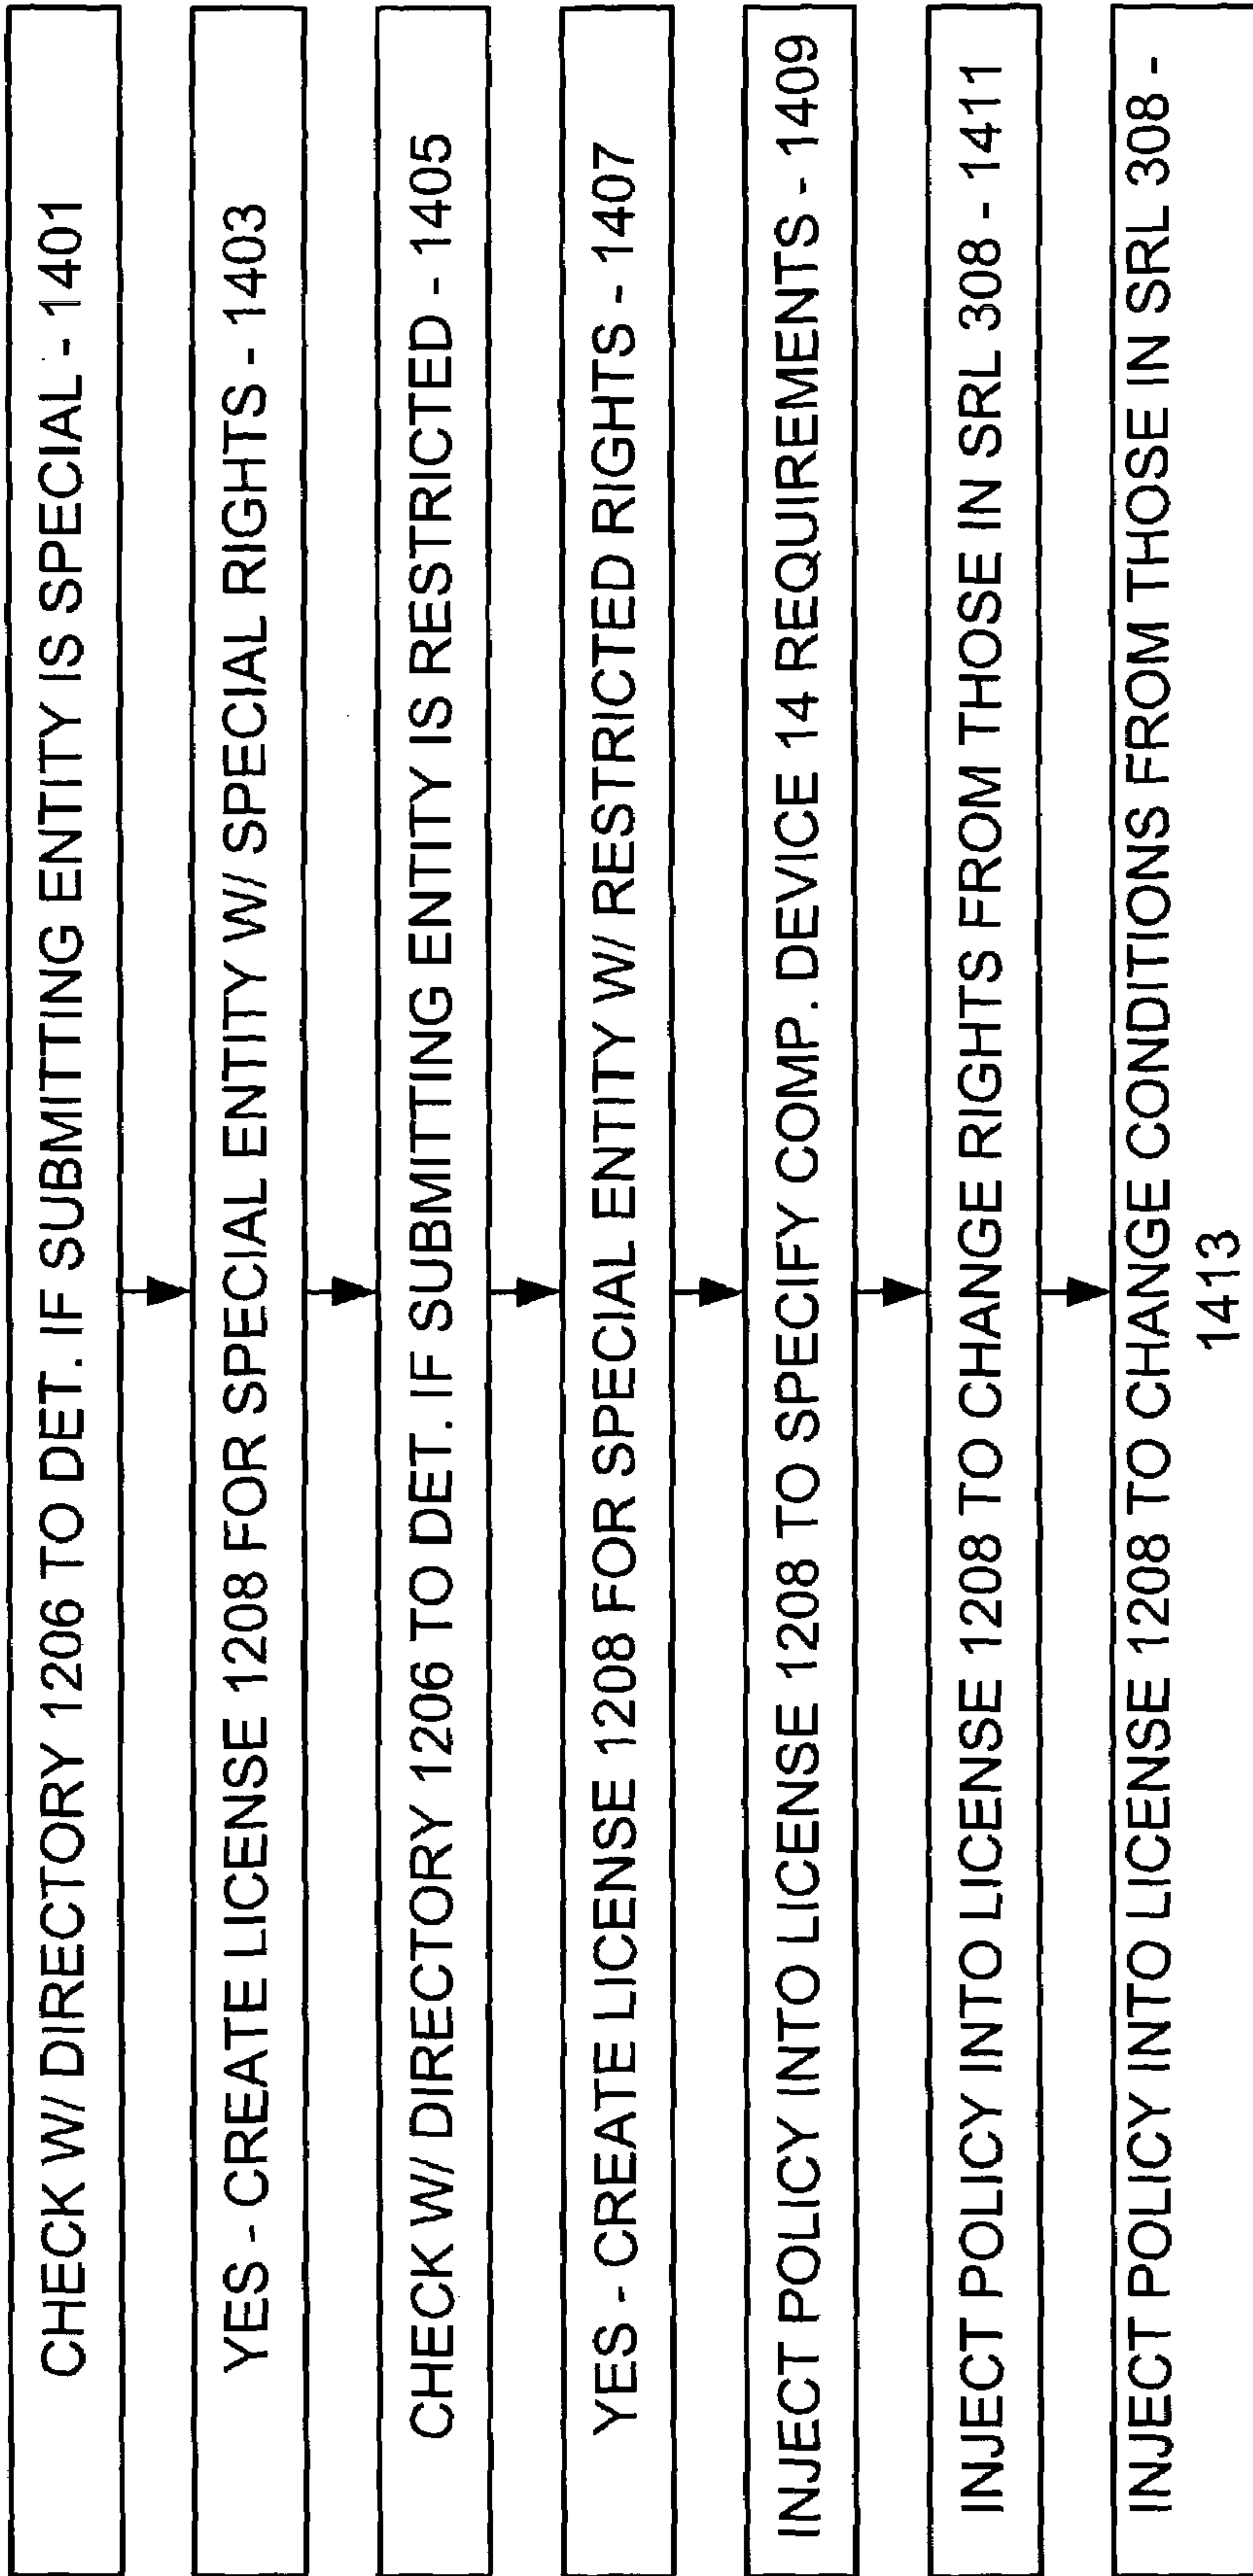 CHECK W/ DIRECTORY 1206 TO DET. IF SUBMITTING ENTITY IS SPECIAL - 1401
YES - CREATE LICENSE 1208 FOR SPECIAL ENTITY W/ SPECIAL RIGHTS - 1403
CHECK W/ DIRECTORY 1206 TO DET. IF SUBMITTING ENTITY IS RESTRICTED - 1405
YES - CREATE LICENSE 1208 FOR SPECIAL ENTITY W/ RESTRICTED RIGHTS - 1407
INJECT POLICY INTO LICENSE 1208 TO SPECIFY COMP. DEVICE 14 REQUIREMENTS - 1409
INJECT POLICY INTO LICENSE 1208 TO CHANGE RIGHTS FROM THOSE IN SRL 308 - 1411
INJECT POLICY INTO LICENSE 1208 TO CHANGE CONDITIONS FROM THOSE IN SRL 308 -
1413